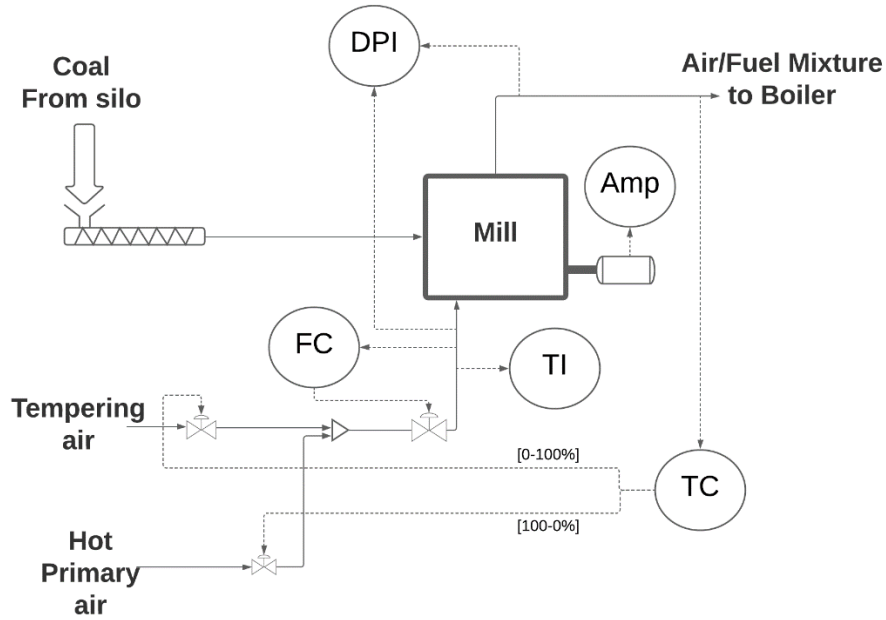 DPI
Coal
From silo
Air/Fuel Mixture
to Boiler
Amp
Mill
FC
TI
Tempering
air
[0-100%]
TC
[100-0%]
Hot
Primary
air